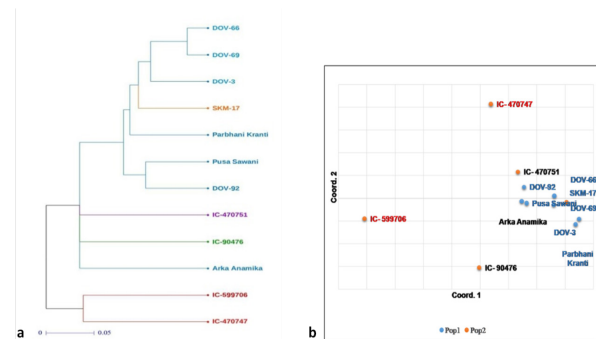 DOV-66
DOV-69
DOV-3
SKM-17
Parbhani Kranti
Pusa Sawani
DOV-92
IC-470751
IC-90476
Arka Anamika
IC-599706
IC-470747
0 0.05
a
IC-470747
IC-470751
DOV-66
DOV-92
SKM-17
Pusa Sawani
DOV-69
IC-599706
Arka Anamika
DOV-3
Parbhani
Kranti
IC-90476
Coord. 2
Coord. 1
Pop1 Pop2
b